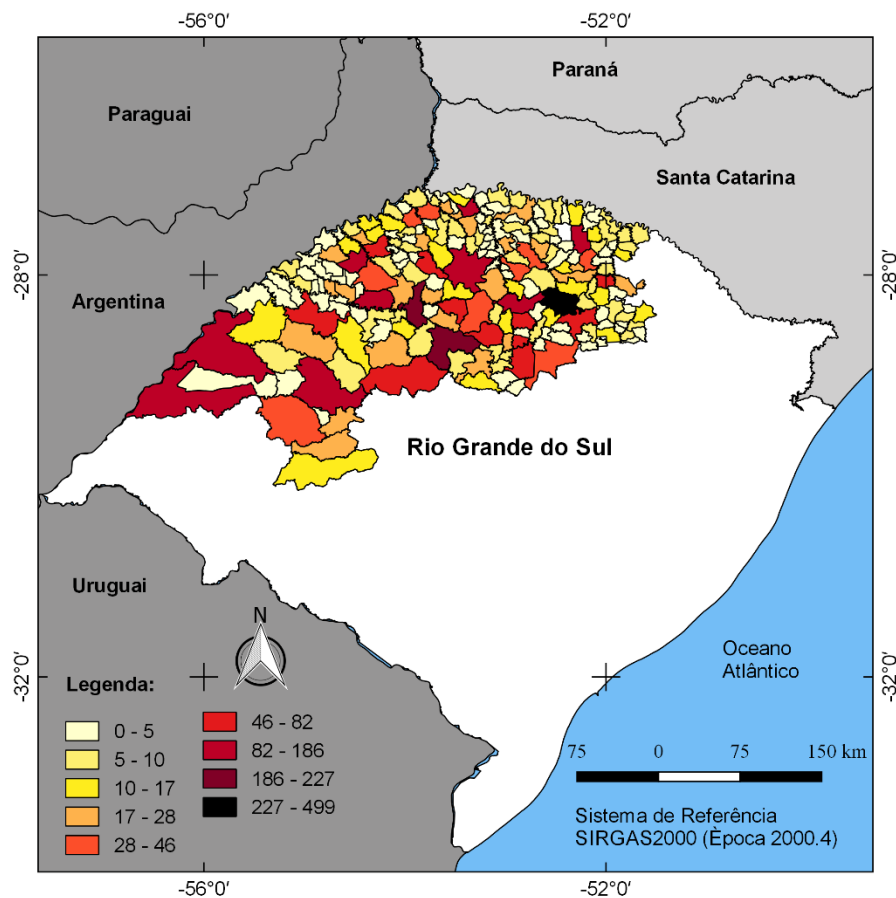 -56°0'
-52°0'
Paraná
Paraguai
Santa Catarina
-28°0'
-28°0'
Argentina
Rio Grande do Sul
Uruguai
N
Oceano
Atlântico
-32°0'
-32°0'
Legenda:
0 - 5
5 - 10
10 - 17
17 - 28
28 - 46
46 - 82
82 - 186
186 - 227
227 - 499
75 0 75 150 km
Sistema de Referência
SIRGAS2000 (Època 2000.4)
-56°0'
-52°0'